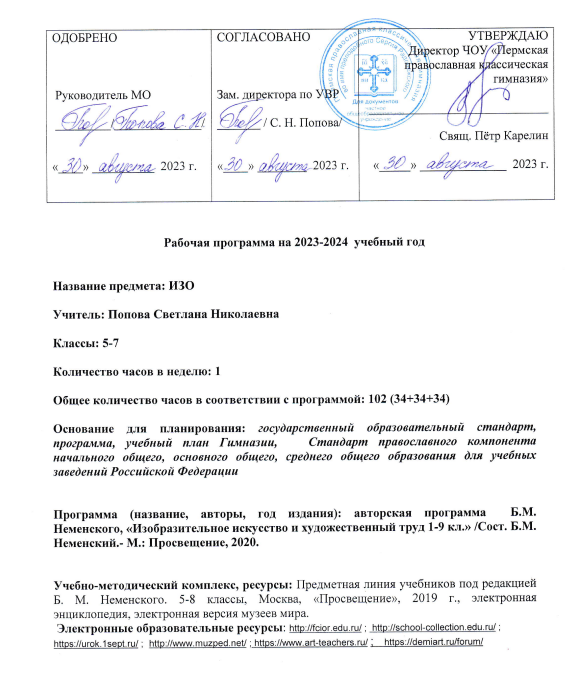 ОДОБРЕНО
Руководитель МО
Попова С. Н.
«30» августа 2023 г.
СОГЛАСОВАНО
Зам. директора по УВР
/ С. Н. Попова/
«30» августа 2023 г.
УТВЕРЖДАЮ
Директор ЧОУ «Пермская
православная классическая
гимназия»
Свящ. Пётр Карелин
«30» августа 2023 г.
Для документов
Рабочая программа на 2023-2024 учебный год
Название предмета: ИЗО
Учитель: Попова Светлана Николаевна
Классы: 5-7
Количество часов в неделю: 1
Общее количество часов в соответствии с программой: 102 (34+34+34)
Основание для планирования: государственный образовательный стандарт,
программа, учебный план Гимназии, Стандарт православного компонента
начального общего, основного общего, среднего общего образования для учебных
заведений Российской Федерации
Программа (название, авторы, год издания): авторская программа Б.М.
Неменского, «Изобразительное искусство и художественный труд 1-9 кл.» /Сост. Б.М.
Неменский.- М.: Просвещение, 2020.
Учебно-методический комплекс, ресурсы: Предметная линия учебников под редакцией
Б. М. Неменского. 5-8 классы, Москва, «Просвещение», 2019 г., электронная
энциклопедия, электронная версия музеев мира.
Электронные образовательные ресурсы: http://fcior.edu.ru/ ; http://school-collection.edu.ru/ ;
https://urok.1sept.ru/ ; http://www.muzped.net/ ; https://www.art-teachers.ru/ ; https://demiart.ru/forum/